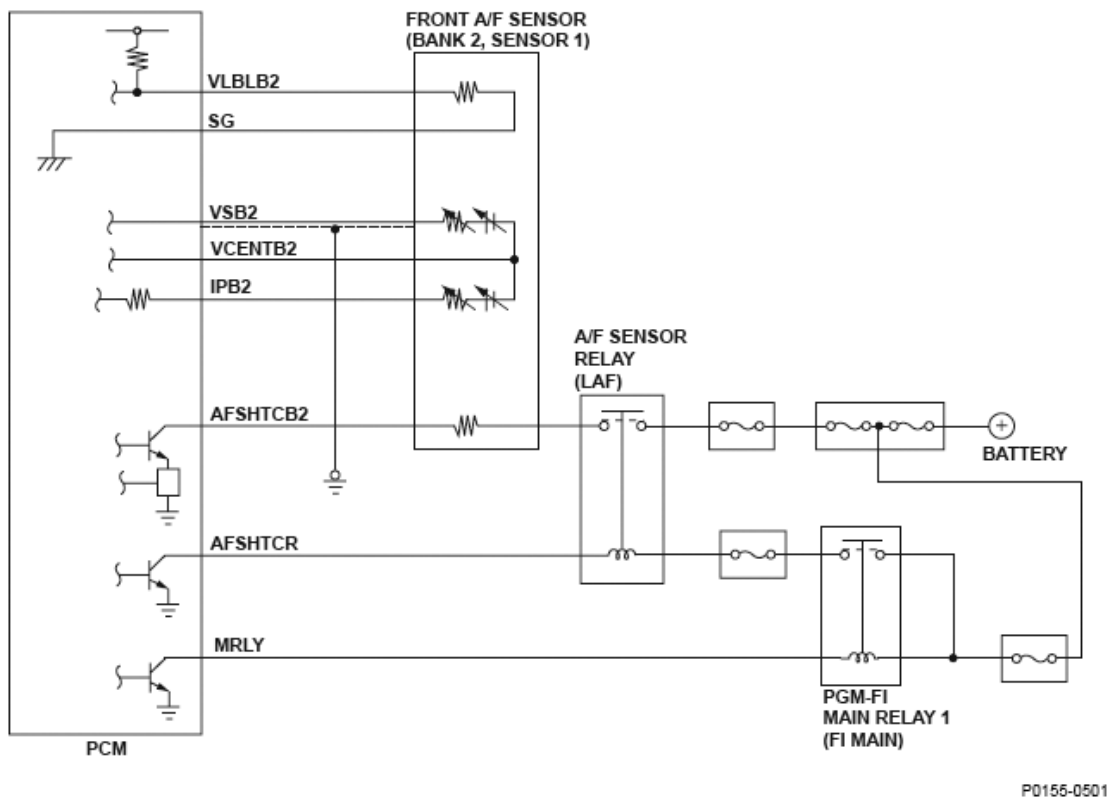 FRONT A/F SENSOR
(BANK 2, SENSOR 1)
VLBLB2
SG
VSB2
VCENTB2
IPB2
A/F SENSOR
RELAY
(LAF)
AFSHTCB2
+
BATTERY
AFSHTCR
MRLY
PGM-FI
MAIN RELAY 1
(FI MAIN)
PCM
P0155-0501